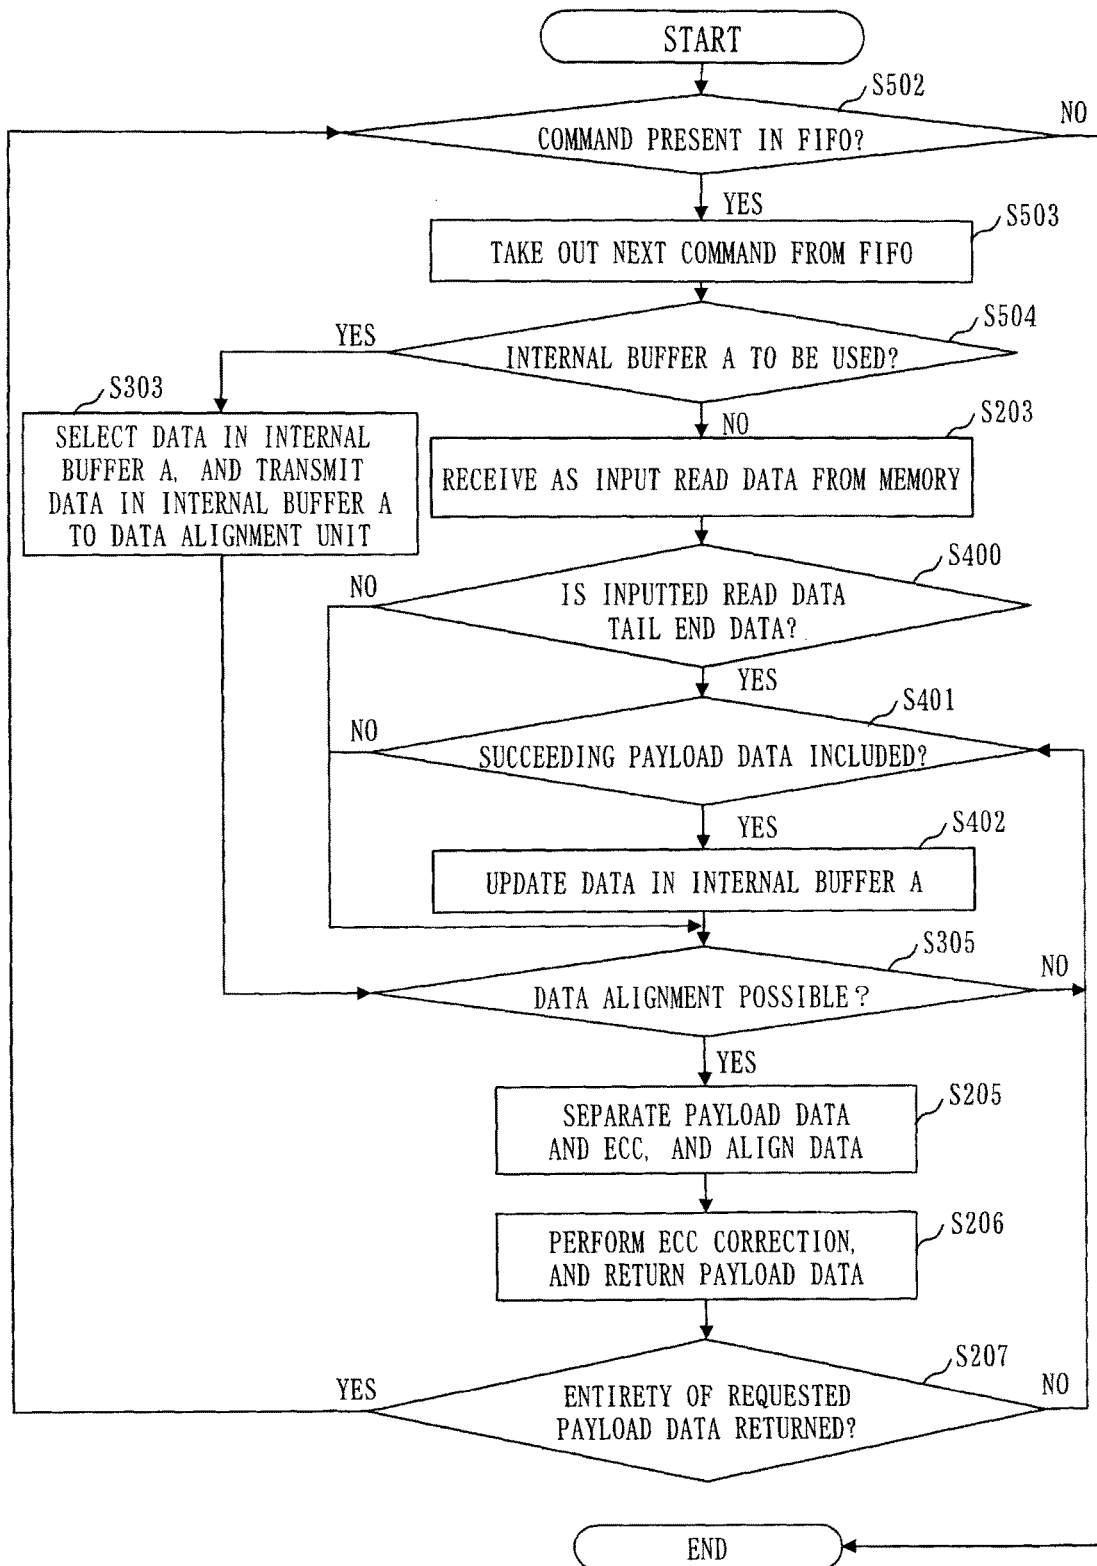 START
S502
NO
COMMAND PRESENT IN FIFO?
YES
S503
TAKE OUT NEXT COMMAND FROM FIFO
S504
YES
INTERNAL BUFFER A TO BE USED?
S303
NO
S203
SELECT DATA IN INTERNAL
BUFFER A, AND TRANSMIT
DATA IN INTERNAL BUFFER A
TO DATA ALIGNMENT UNIT
RECEIVE AS INPUT READ DATA FROM MEMORY
S400
NO
IS INPUTTED READ DATA
TAIL END DATA?
YES
S401
NO
SUCCEEDING PAYLOAD DATA INCLUDED?
YES
S402
UPDATE DATA IN INTERNAL BUFFER A
S305
NO
DATA ALIGNMENT POSSIBLE?
YES
S205
SEPARATE PAYLOAD DATA
AND ECC, AND ALIGN DATA
S206
PERFORM ECC CORRECTION,
AND RETURN PAYLOAD DATA
S207
YES
NO
ENTIRETY OF REQUESTED
PAYLOAD DATA RETURNED?
END